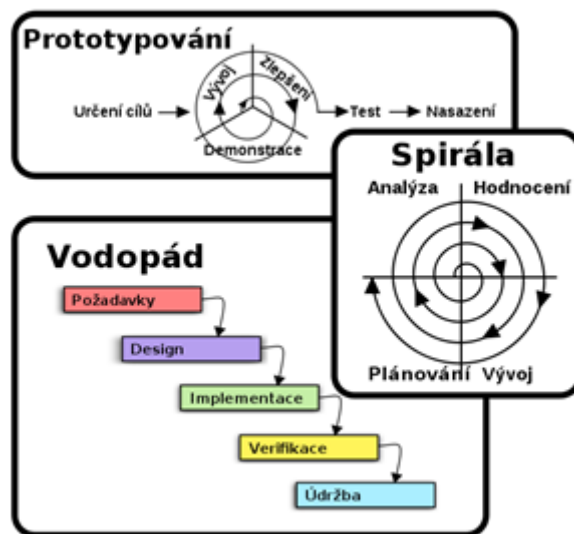 Prototypování
Vývoj
Zlepšení
Určení cílů
Test
Nasazení
Demonstrace
Spirála
Analýza
Hodnocení
Plánování
Vývoj
Vodopád
Požadavky
Design
Implementace
Verifikace
Údržba